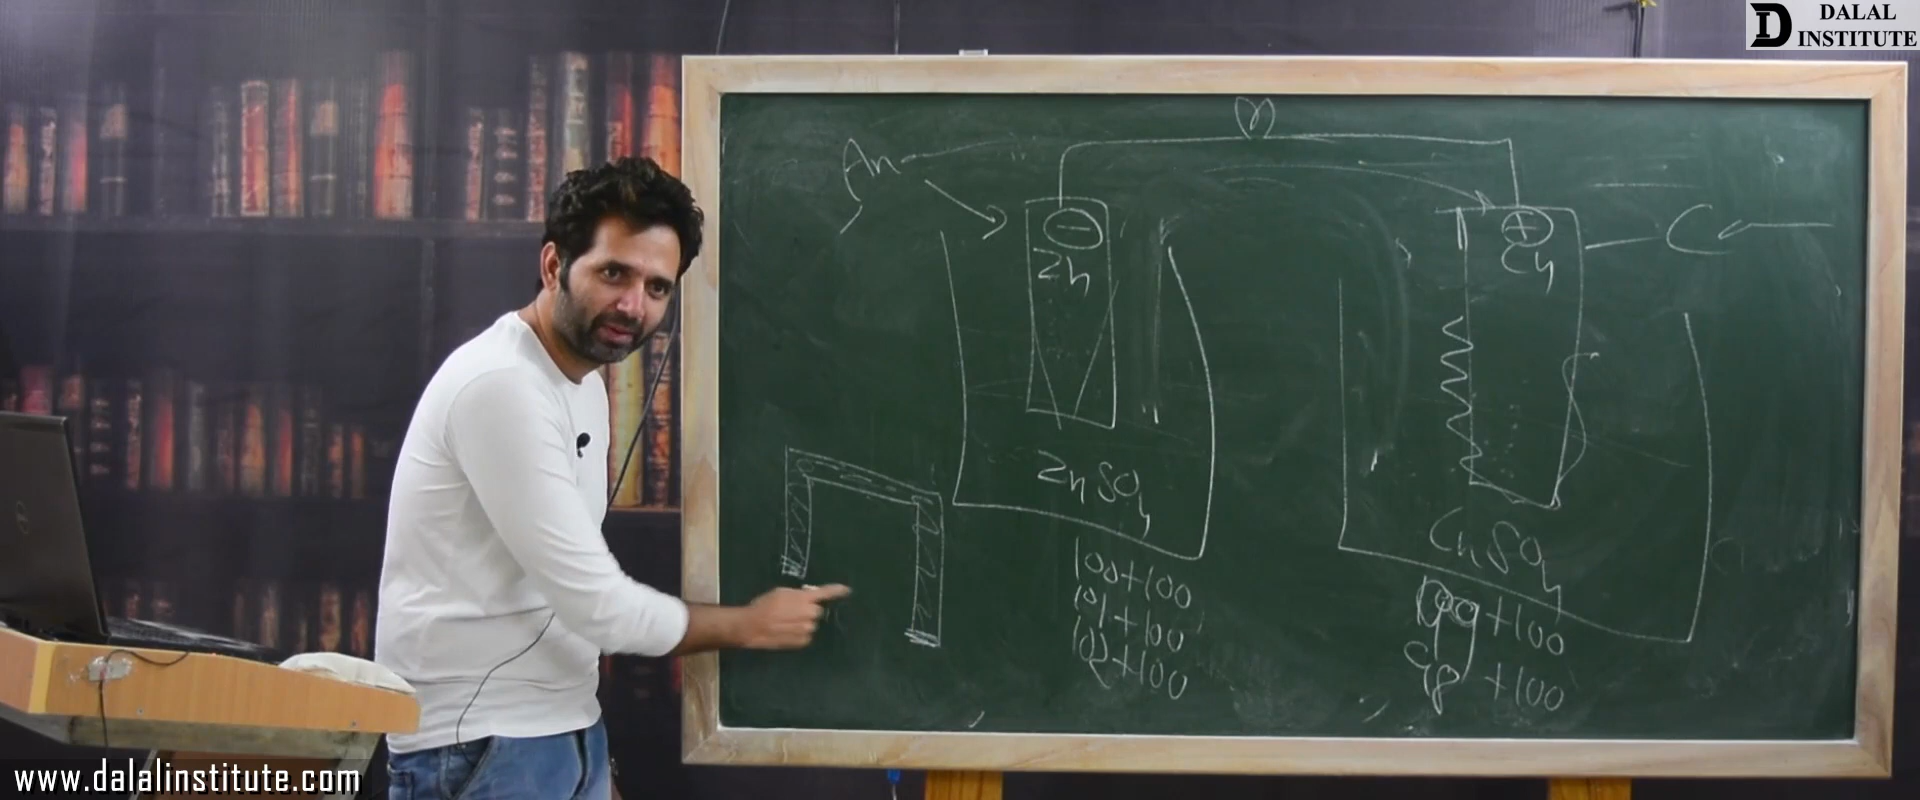 DALAL
INSTITUTE
An
−
+
C
Zn
Cu
ZnSO4
CuSO4
100+100
101+100
102+100
100+100
99
98+100
www.dalalinstitute.com